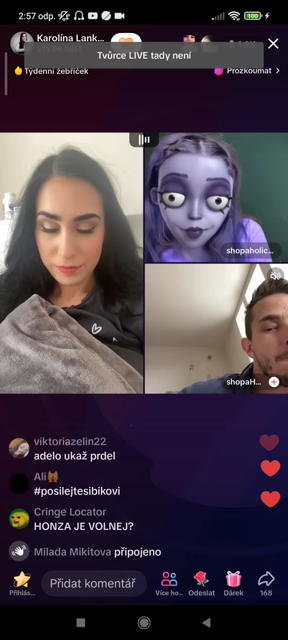 2:57 odp.
Karolína Lank...
Tvůrce LIVE tady není
Týdenní žebříček
Prozkoumat >
shopaholic...
shopaH...
viktoriazelin22
adelo ukaž prdel
Ali
#posilejtesibikovi
Cringe Locator
HONZA JE VOLNEJ?
Milada Mikitova připojeno
Přidat komentář
Přihlás...
Více ho...
Odeslat
Dárek
168